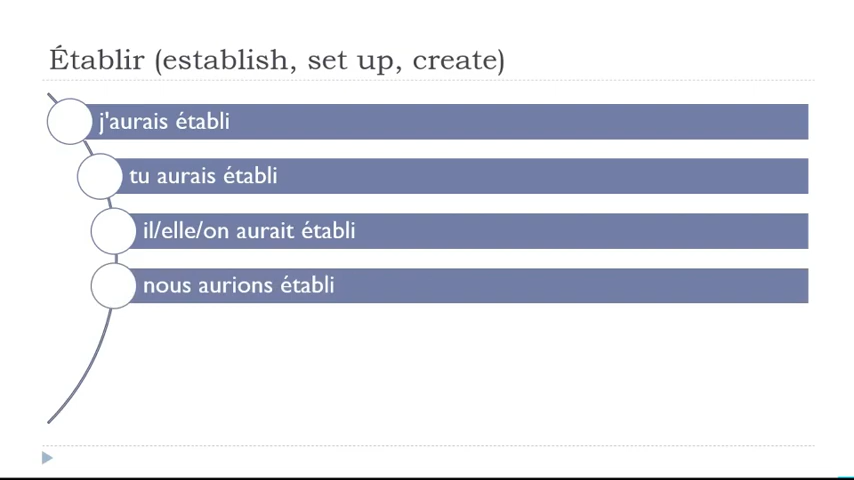 Établir (establish, set up, create)
j'aurais établi
tu aurais établi
il/elle/on aurait établi
nous aurions établi